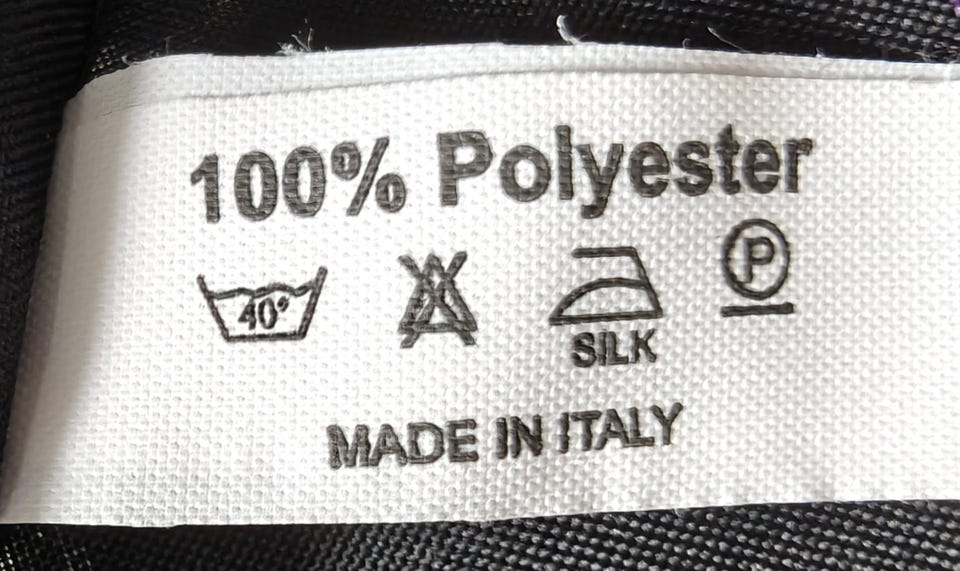 100% Polyester
40° P
SILK
MADE IN ITALY